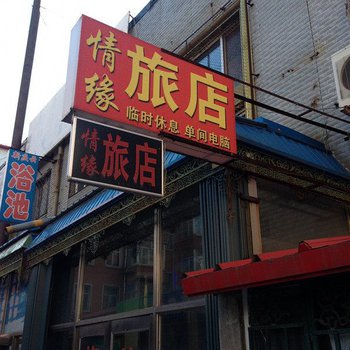 情缘
旅店
临时休息 单间电脑
情缘
旅店
浴池